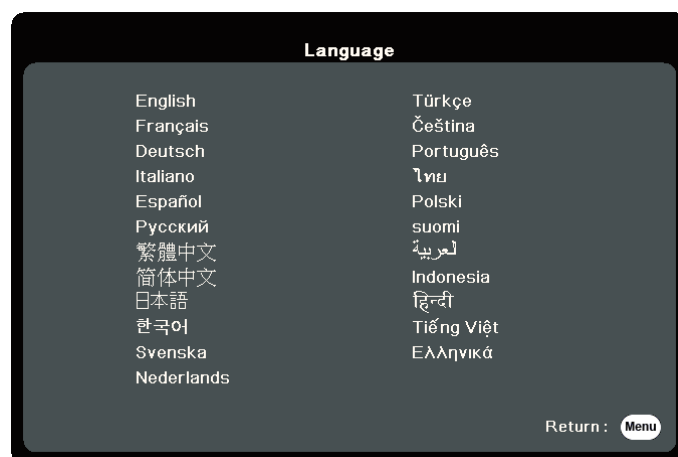 Language
English
Français
Deutsch
Italiano
Español
Русский
繁體中文
简体中文
日本語
한국어
Svenska
Nederlands
Türkçe
Čeština
Português
ไทย
Polski
suomi
العربية
Indonesia
हिन्दी
Tiếng Việt
Ελληνικά
Return: Menu